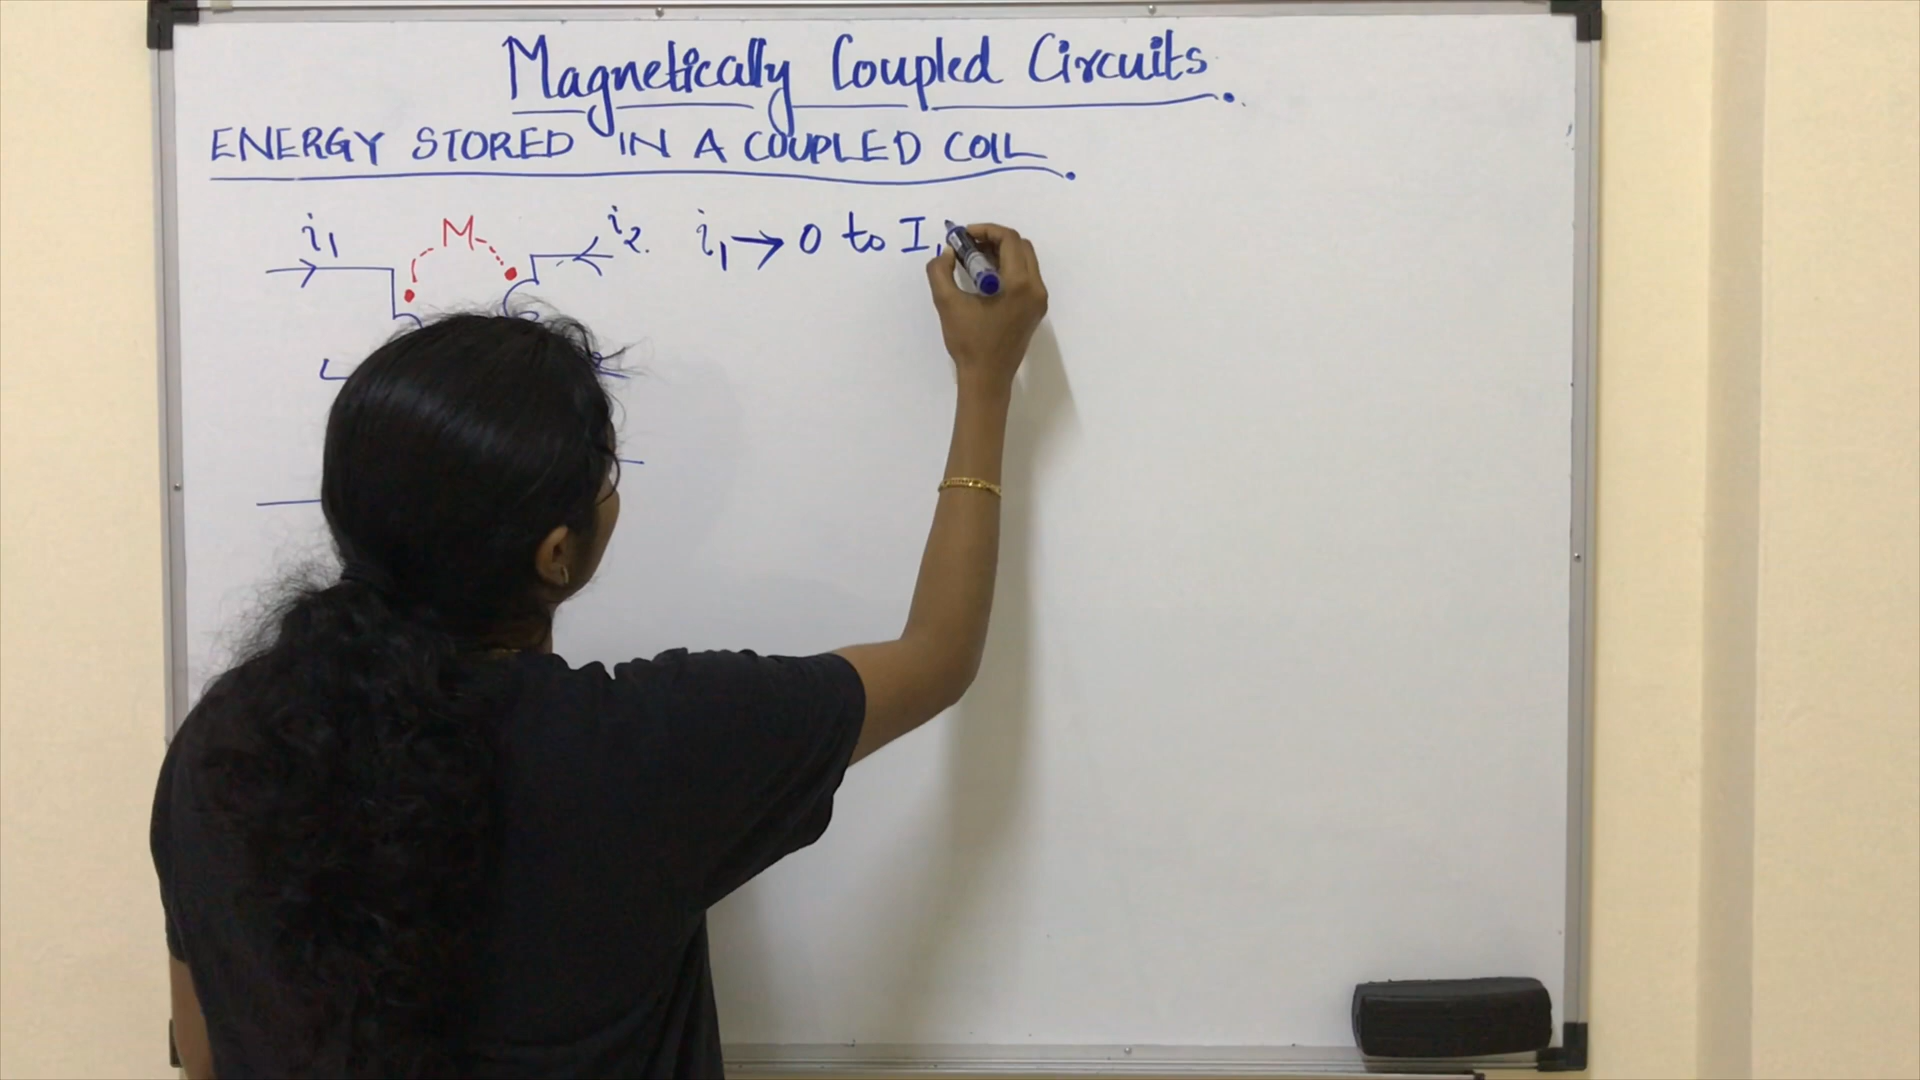 Magnetically Coupled Circuits.
ENERGY STORED IN A COUPLED COIL.
i₁ M i₂. i₁ → 0 to I₁